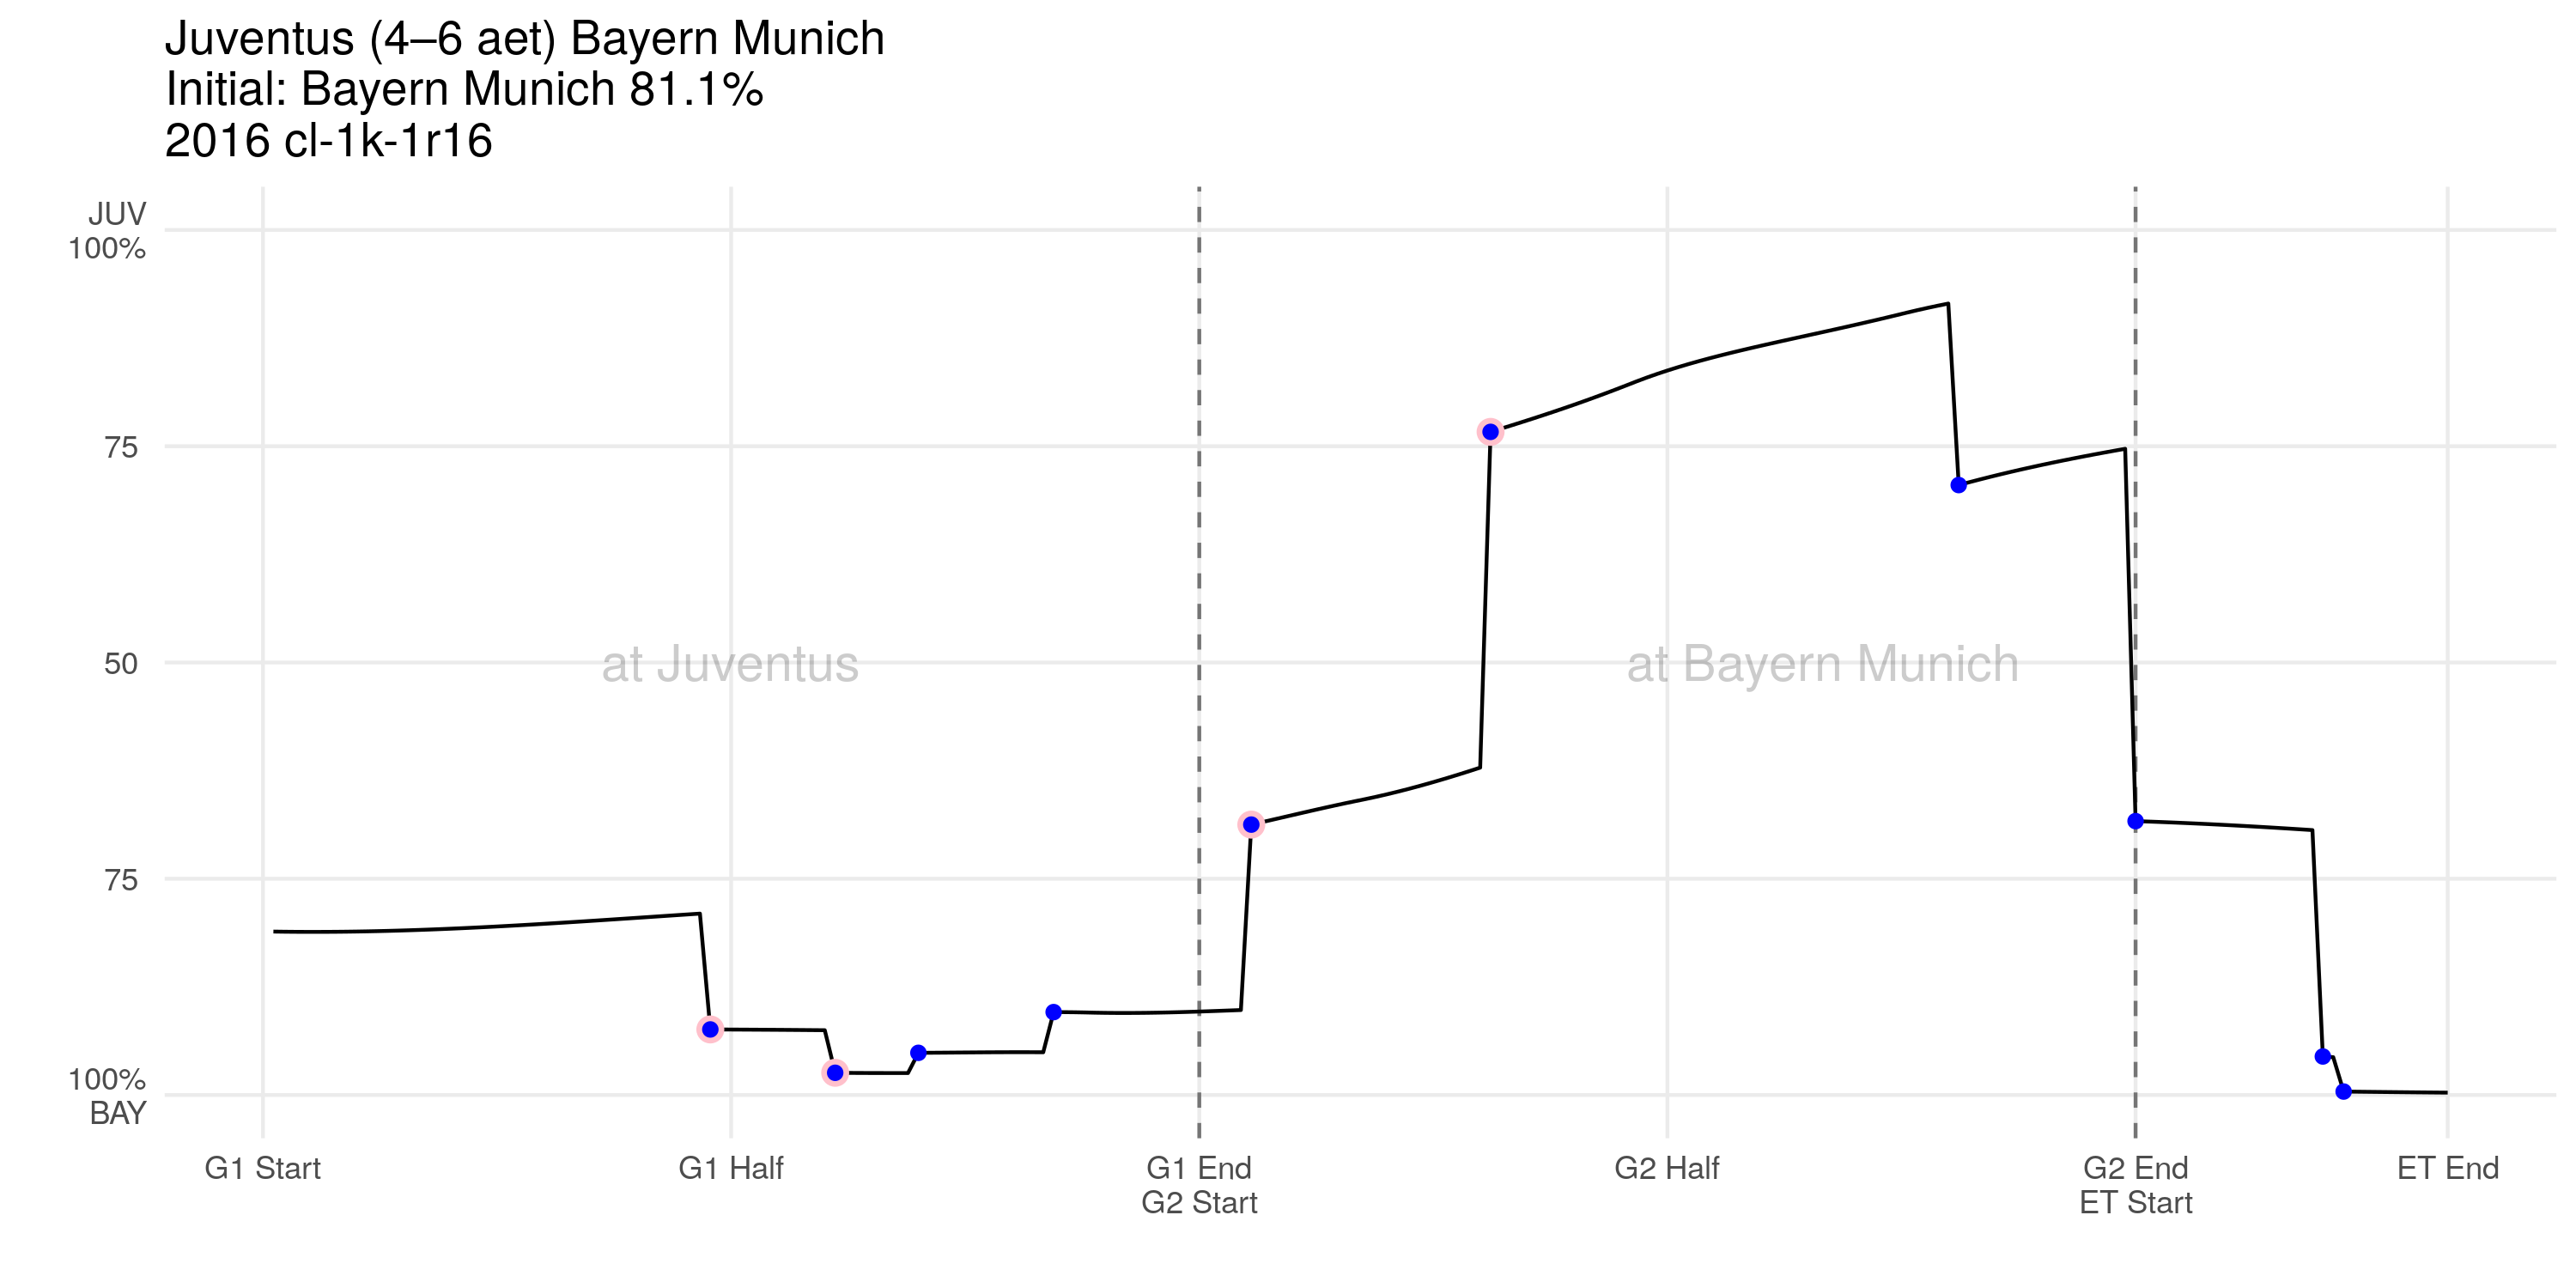 Juventus (4–6 aet) Bayern Munich
Initial: Bayern Munich 81.1%
2016 cl-1k-1r16
JUV
100%
75
50
75
100%
BAY
at Juventus
at Bayern Munich
G1 Start
G1 Half
G1 End
G2 Start
G2 Half
G2 End
ET Start
ET End